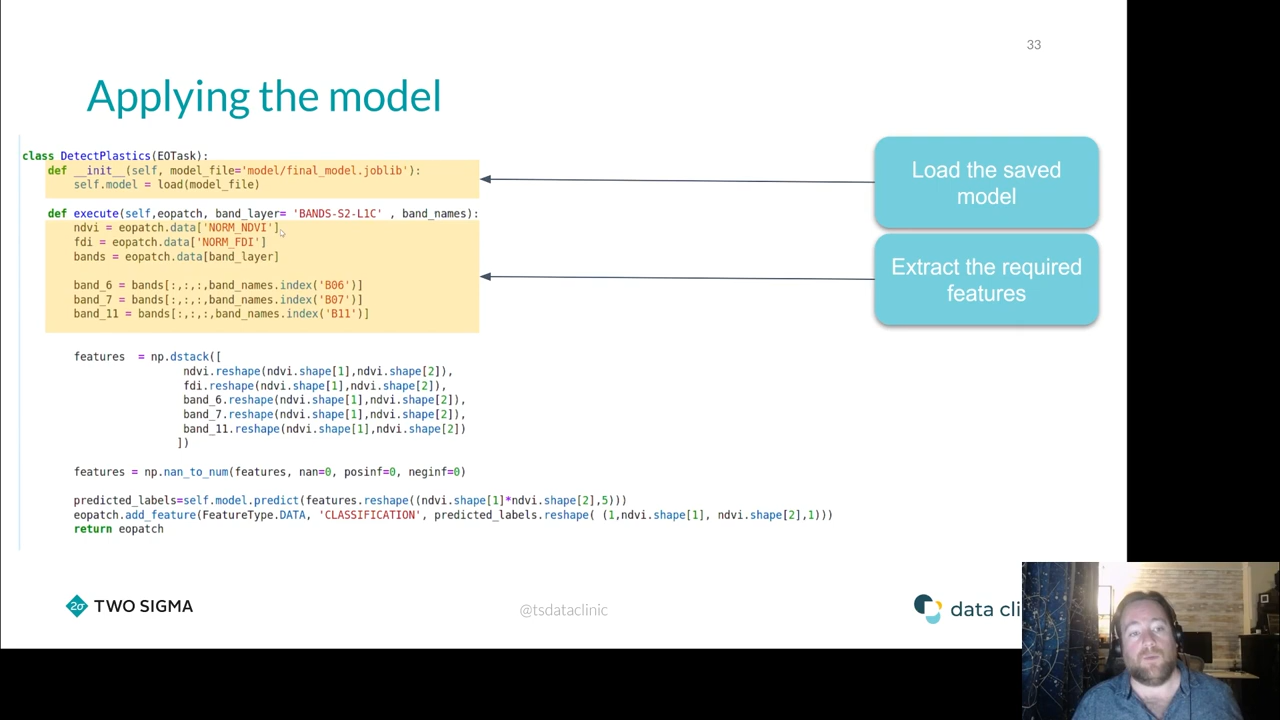 33
Applying the model
class DetectPlastics(EOTask):
def __init__(self, model_file='model/final_model.joblib'):
self.model = load(model_file)
def execute(self,eopatch, band_layer= 'BANDS-S2-L1C' , band_names):
ndvi = eopatch.data['NORM_NDVI']
fdi = eopatch.data['NORM_FDI']
bands = eopatch.data[band_layer]
band_6 = bands[:,:,:,band_names.index('B06')]
band_7 = bands[:,:,:,band_names.index('B07')]
band_11 = bands[:,:,:,band_names.index('B11')]
features  = np.dstack([
ndvi.reshape(ndvi.shape[1],ndvi.shape[2]),
fdi.reshape(ndvi.shape[1],ndvi.shape[2]),
band_6.reshape(ndvi.shape[1],ndvi.shape[2]),
band_7.reshape(ndvi.shape[1],ndvi.shape[2]),
band_11.reshape(ndvi.shape[1],ndvi.shape[2])
])
features = np.nan_to_num(features, nan=0, posinf=0, neginf=0)
predicted_labels=self.model.predict(features.reshape((ndvi.shape[1]*ndvi.shape[2],5)))
eopatch.add_feature(FeatureType.DATA, 'CLASSIFICATION', predicted_labels.reshape( (1,ndvi.shape[1], ndvi.shape[2],1)))
return eopatch
Load the saved
model
Extract the required
features
2σ TWO SIGMA
@tsdataclinic
data cli